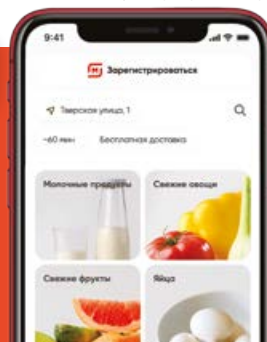 9:41
Зарегистрироваться
Тверская улица, 1
~60 мин Бесплатная доставка
Молочные продукты Свежие овощи
Свежие фрукты Яйца